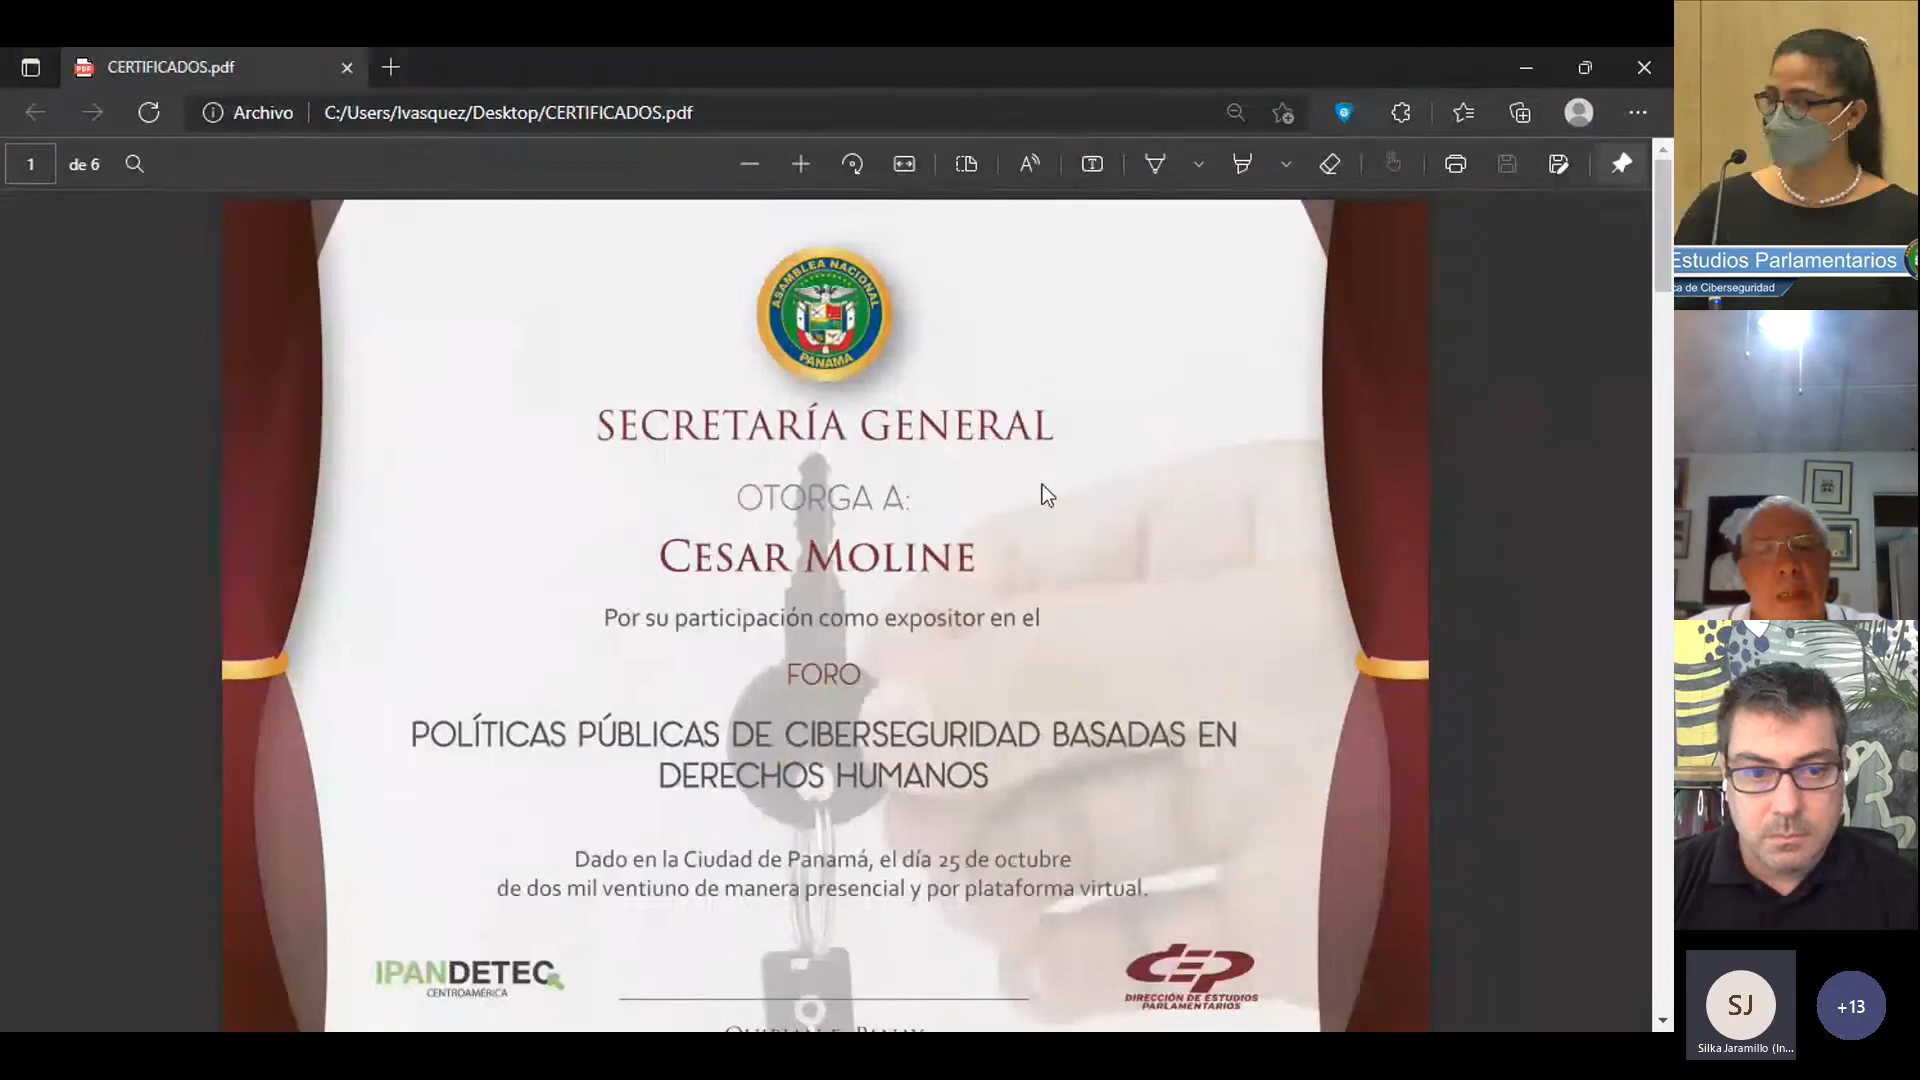 CERTIFICADOS.pdf
Archivo
C:/Users/lvasquez/Desktop/CERTIFICADOS.pdf
1
de 6
ASAMBLEA NACIONAL
PANAMA
SECRETARÍA GENERAL
OTORGA A:
CESAR MOLINE
Por su participación como expositor en el
FORO
POLÍTICAS PÚBLICAS DE CIBERSEGURIDAD BASADAS EN
DERECHOS HUMANOS
Dado en la Ciudad de Panamá, el día 25 de octubre
de dos mil ventiuno de manera presencial y por plataforma virtual.
IPANDETEC
CENTROAMÉRICA
DEP
DIRECCIÓN DE ESTUDIOS
PARLAMENTARIOS
Estudios Parlamentarios
ca de Ciberseguridad
SJ
Silka Jaramillo (In...
+13